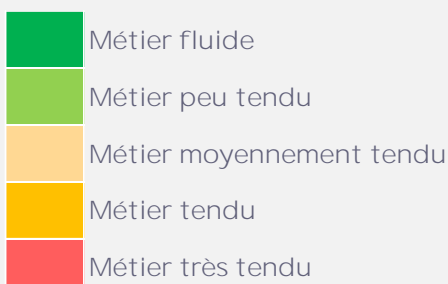 Métier fluide
Métier peu tendu
Métier moyennement tendu
Métier tendu
Métier très tendu